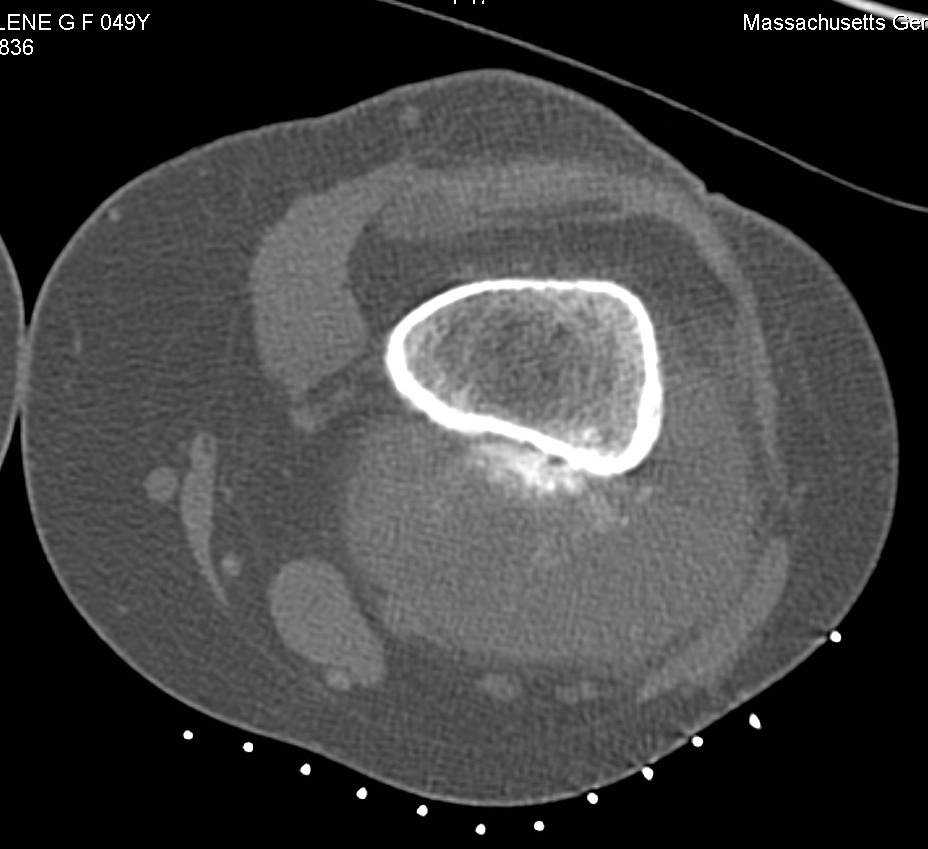 LENE G F 049Y
Massachusetts Ger
836